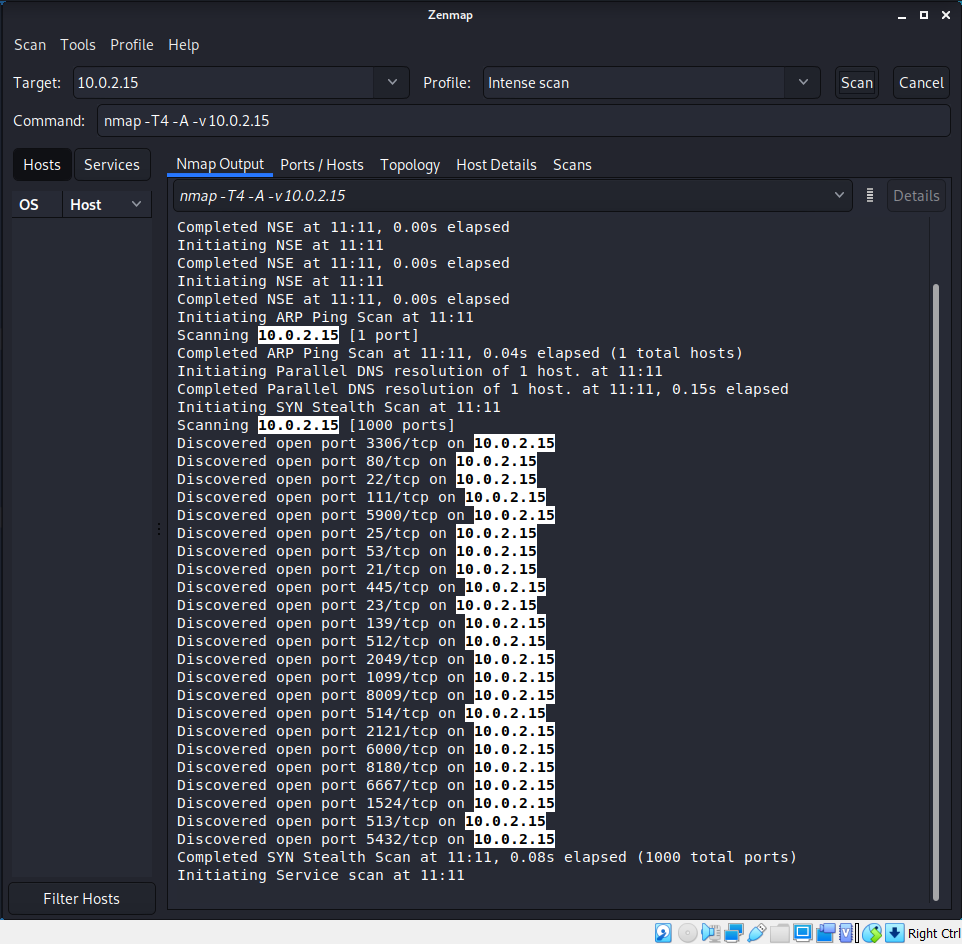 Zenmap
Scan Tools Profile Help
Target: 10.0.2.15 Profile: Intense scan Scan Cancel
Command: nmap -T4 -A -v 10.0.2.15
Hosts Services Nmap Output Ports / Hosts Topology Host Details Scans
OS Host nmap -T4 -A -v 10.0.2.15 Details
Completed NSE at 11:11, 0.00s elapsed
Initiating NSE at 11:11
Completed NSE at 11:11, 0.00s elapsed
Initiating NSE at 11:11
Completed NSE at 11:11, 0.00s elapsed
Initiating ARP Ping Scan at 11:11
Scanning 10.0.2.15 [1 port]
Completed ARP Ping Scan at 11:11, 0.04s elapsed (1 total hosts)
Initiating Parallel DNS resolution of 1 host. at 11:11
Completed Parallel DNS resolution of 1 host. at 11:11, 0.15s elapsed
Initiating SYN Stealth Scan at 11:11
Scanning 10.0.2.15 [1000 ports]
Discovered open port 3306/tcp on 10.0.2.15
Discovered open port 80/tcp on 10.0.2.15
Discovered open port 22/tcp on 10.0.2.15
Discovered open port 111/tcp on 10.0.2.15
Discovered open port 5900/tcp on 10.0.2.15
Discovered open port 25/tcp on 10.0.2.15
Discovered open port 53/tcp on 10.0.2.15
Discovered open port 21/tcp on 10.0.2.15
Discovered open port 445/tcp on 10.0.2.15
Discovered open port 23/tcp on 10.0.2.15
Discovered open port 139/tcp on 10.0.2.15
Discovered open port 512/tcp on 10.0.2.15
Discovered open port 2049/tcp on 10.0.2.15
Discovered open port 1099/tcp on 10.0.2.15
Discovered open port 8009/tcp on 10.0.2.15
Discovered open port 514/tcp on 10.0.2.15
Discovered open port 2121/tcp on 10.0.2.15
Discovered open port 6000/tcp on 10.0.2.15
Discovered open port 8180/tcp on 10.0.2.15
Discovered open port 6667/tcp on 10.0.2.15
Discovered open port 1524/tcp on 10.0.2.15
Discovered open port 513/tcp on 10.0.2.15
Discovered open port 5432/tcp on 10.0.2.15
Completed SYN Stealth Scan at 11:11, 0.08s elapsed (1000 total ports)
Initiating Service scan at 11:11
Filter Hosts
Right Ctrl